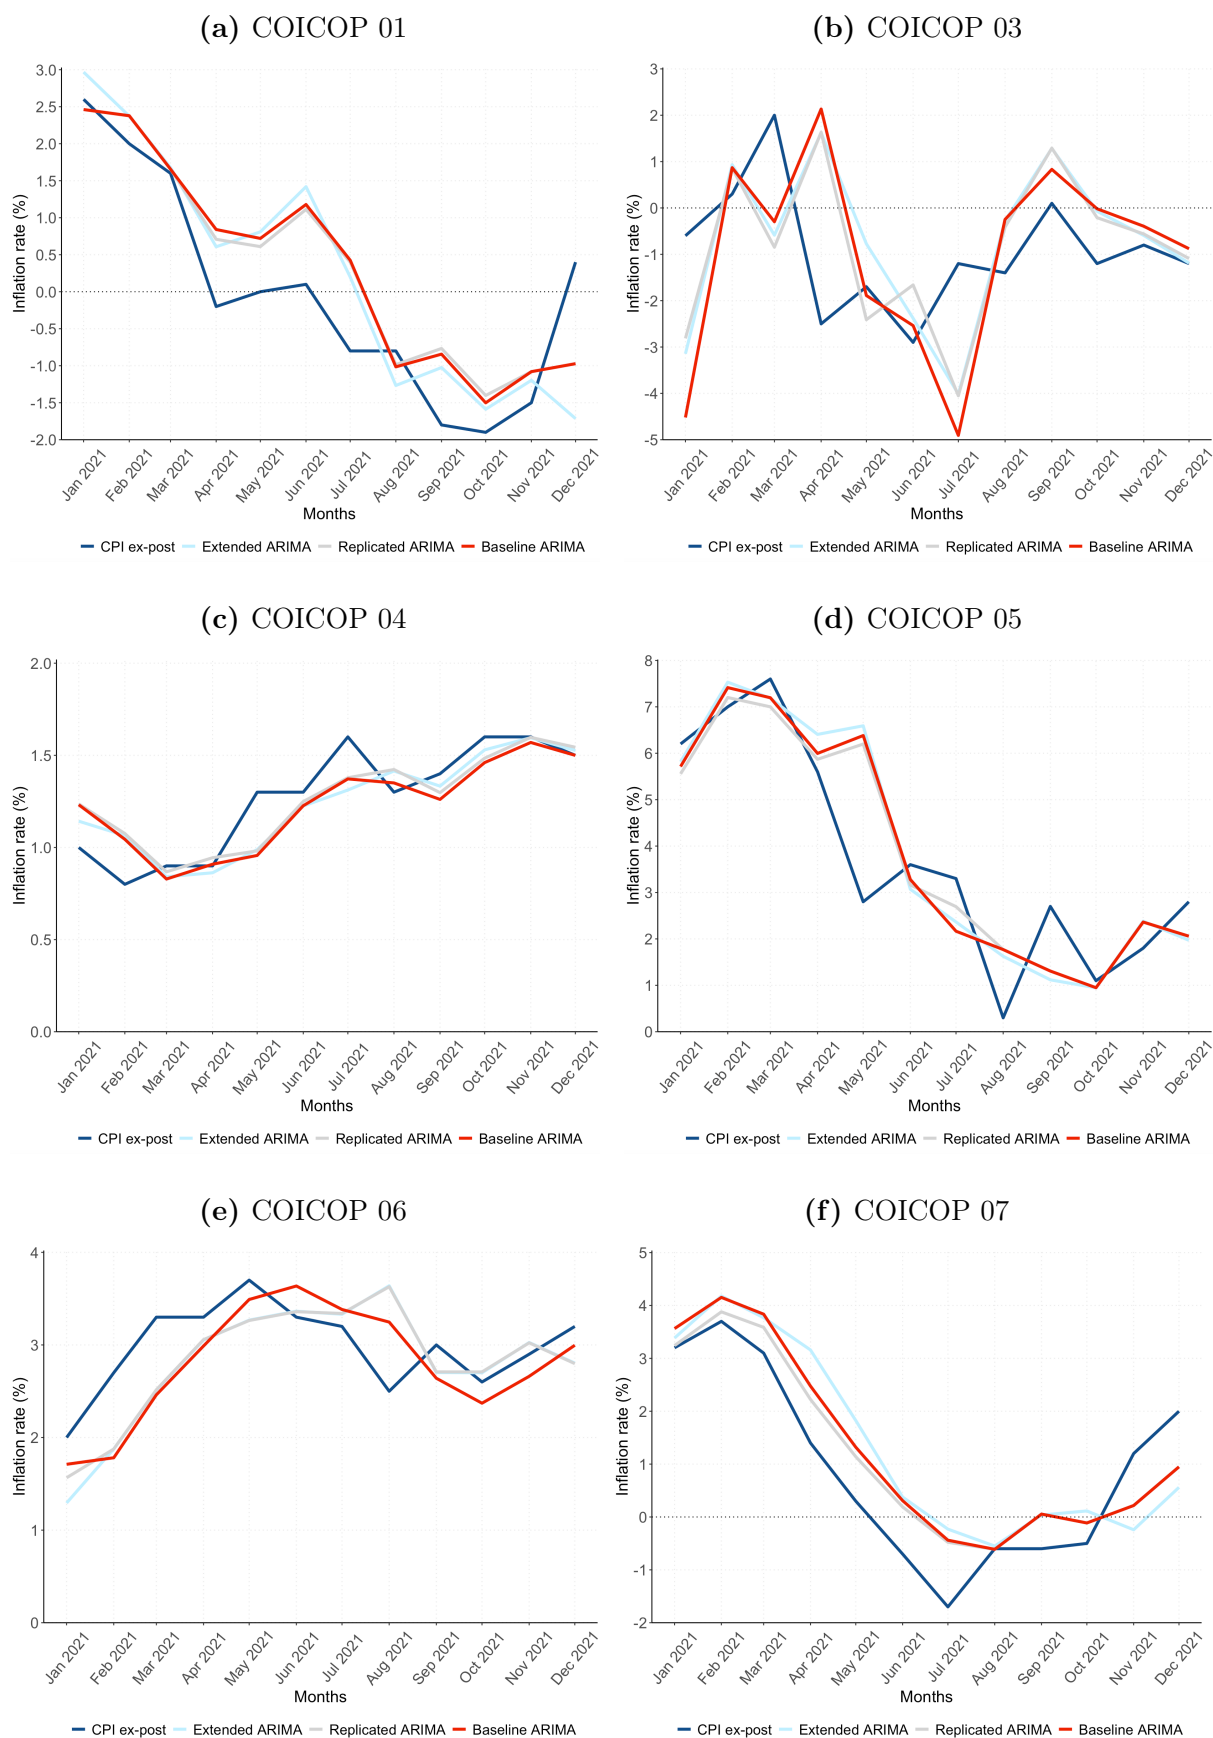 (a) COICOP 01
Inflation rate (%)
3.0
2.5
2.0
1.5
1.0
0.5
0.0
-0.5
-1.0
-1.5
-2.0
Jan 2021 Feb 2021 Mar 2021 Apr 2021 May 2021 Jun 2021 Jul 2021 Aug 2021 Sep 2021 Oct 2021 Nov 2021 Dec 2021
Months
CPI ex-post Extended ARIMA Replicated ARIMA Baseline ARIMA
(b) COICOP 03
Inflation rate (%)
3
2
1
0
-1
-2
-3
-4
-5
Jan 2021 Feb 2021 Mar 2021 Apr 2021 May 2021 Jun 2021 Jul 2021 Aug 2021 Sep 2021 Oct 2021 Nov 2021 Dec 2021
Months
CPI ex-post Extended ARIMA Replicated ARIMA Baseline ARIMA
(c) COICOP 04
Inflation rate (%)
2.0
1.5
1.0
0.5
0.0
Jan 2021 Feb 2021 Mar 2021 Apr 2021 May 2021 Jun 2021 Jul 2021 Aug 2021 Sep 2021 Oct 2021 Nov 2021 Dec 2021
Months
CPI ex-post Extended ARIMA Replicated ARIMA Baseline ARIMA
(d) COICOP 05
Inflation rate (%)
8
7
6
5
4
3
2
1
0
Jan 2021 Feb 2021 Mar 2021 Apr 2021 May 2021 Jun 2021 Jul 2021 Aug 2021 Sep 2021 Oct 2021 Nov 2021 Dec 2021
Months
CPI ex-post Extended ARIMA Replicated ARIMA Baseline ARIMA
(e) COICOP 06
Inflation rate (%)
4
3
2
1
0
Jan 2021 Feb 2021 Mar 2021 Apr 2021 May 2021 Jun 2021 Jul 2021 Aug 2021 Sep 2021 Oct 2021 Nov 2021 Dec 2021
Months
CPI ex-post Extended ARIMA Replicated ARIMA Baseline ARIMA
(f) COICOP 07
Inflation rate (%)
5
4
3
2
1
0
-1
-2
Jan 2021 Feb 2021 Mar 2021 Apr 2021 May 2021 Jun 2021 Jul 2021 Aug 2021 Sep 2021 Oct 2021 Nov 2021 Dec 2021
Months
CPI ex-post Extended ARIMA Replicated ARIMA Baseline ARIMA